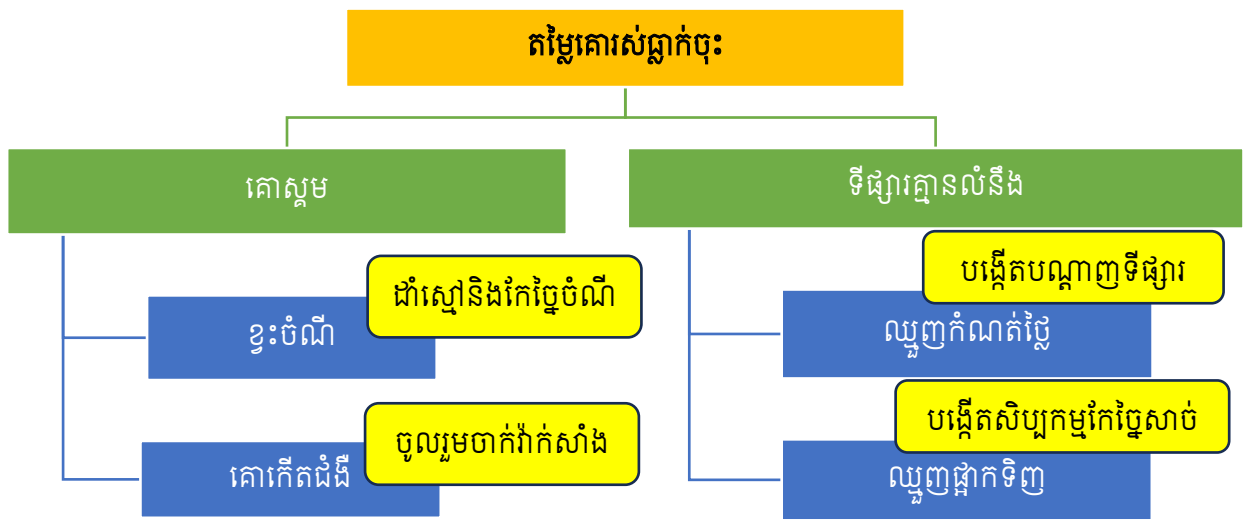 តម្លៃគោរស់ធ្លាក់ចុះ
គោស្គម
ទីផ្សារគ្មានលំនឹង
ដាំស្មៅនិងកែច្នៃចំណី
ខ្វះចំណី
ចូលរួមចាក់វ៉ាក់សាំង
គោកើតជំងឺ
បង្កើតបណ្តាញទីផ្សារ
ឈ្មួញកំណត់ថ្លៃ
បង្កើតសិប្បកម្មកែច្នៃសាច់
ឈ្មួញផ្អាកទិញ